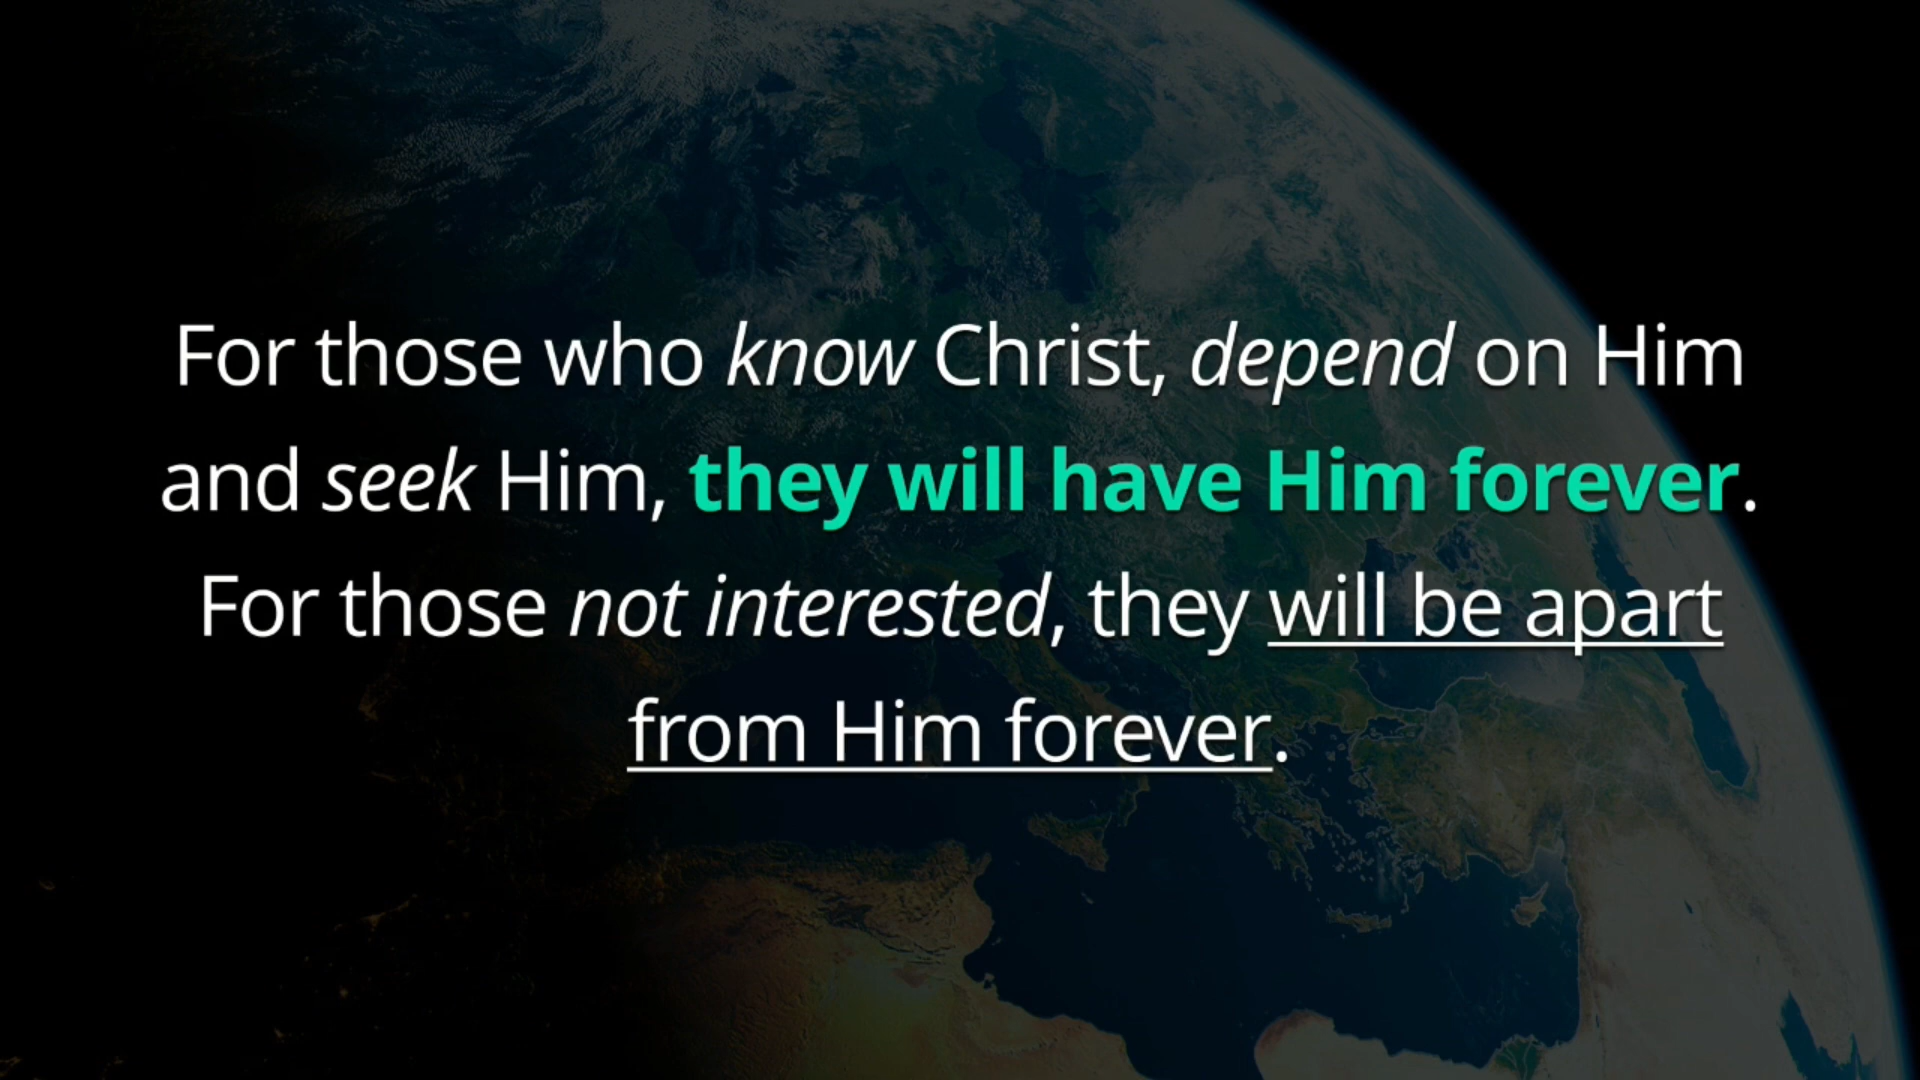 For those who know Christ, depend on Him
and seek Him, they will have Him forever.
For those not interested, they will be apart
from Him forever.